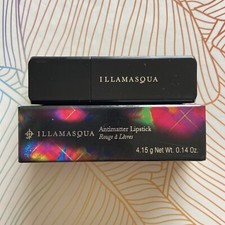 ILLAMASQUA
ILLAMASQUA
Antimatter Lipstick
Rouge à Lèvres
4.15 g Net Wt. 0.14 Oz.